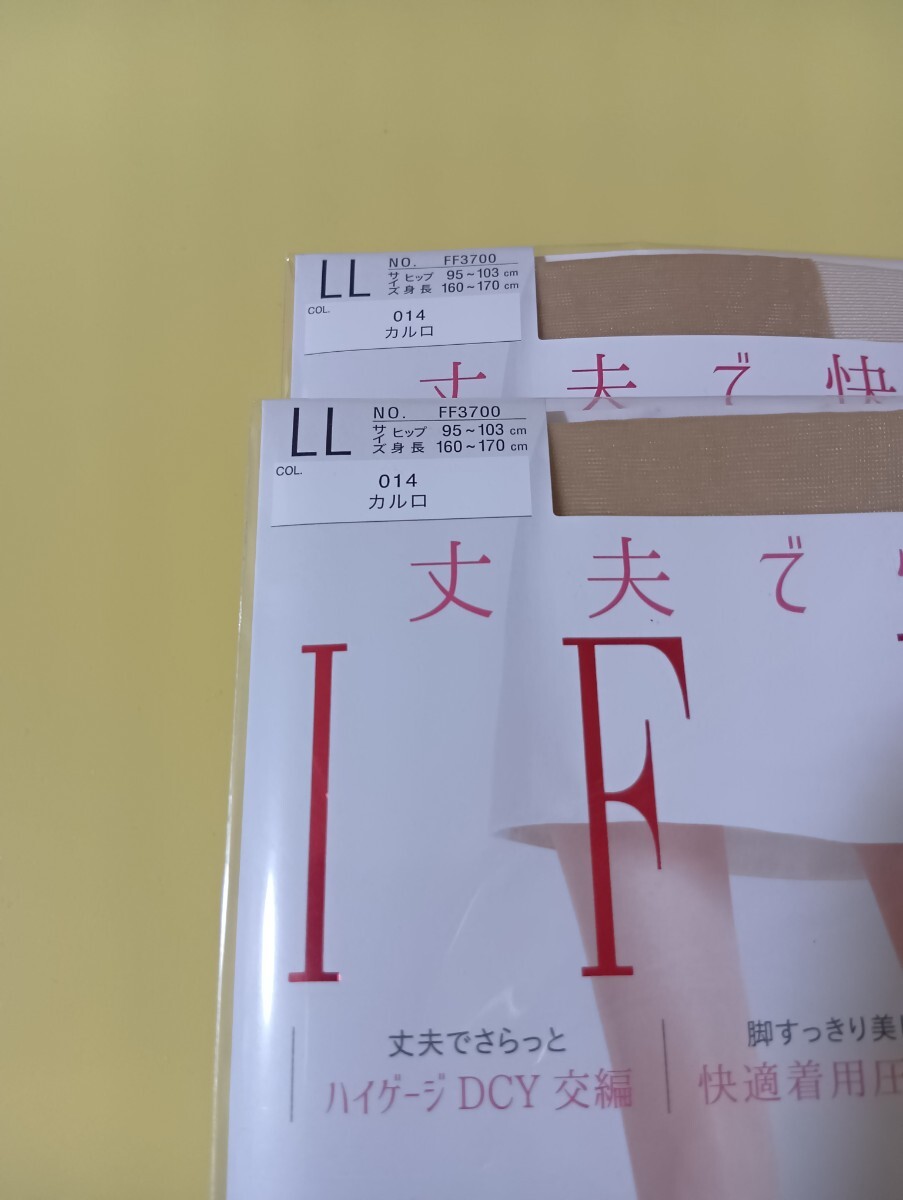 LL
NO. FF3700
サイズ ヒップ 95~103 cm
身長 160~170 cm
COL.
014
カルロ
丈夫で快
LL
NO. FF3700
サイズ ヒップ 95~103 cm
身長 160~170 cm
COL.
014
カルロ
丈夫で
IF
丈夫でさらっと
ハイゲージ DCY 交編
脚すっきり美
快適着用圧